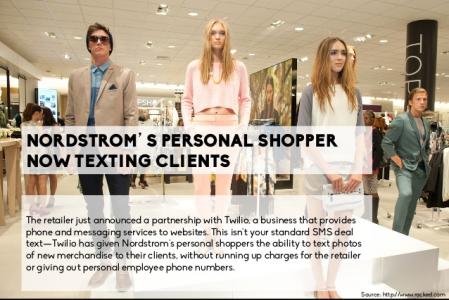 TOP
NORDSTROM'S PERSONAL SHOPPER
NOW TEXTING CLIENTS
The retailer just announced a partnership with Twilio, a business that provides
phone and messaging services to websites. This isn't your standard SMS deal
text—Twilio has given Nordstrom's personal shoppers the ability to text photos
of new merchandise to their clients, without running up charges for the retailer
or giving out personal employee phone numbers.
Source: http://www.racked.com